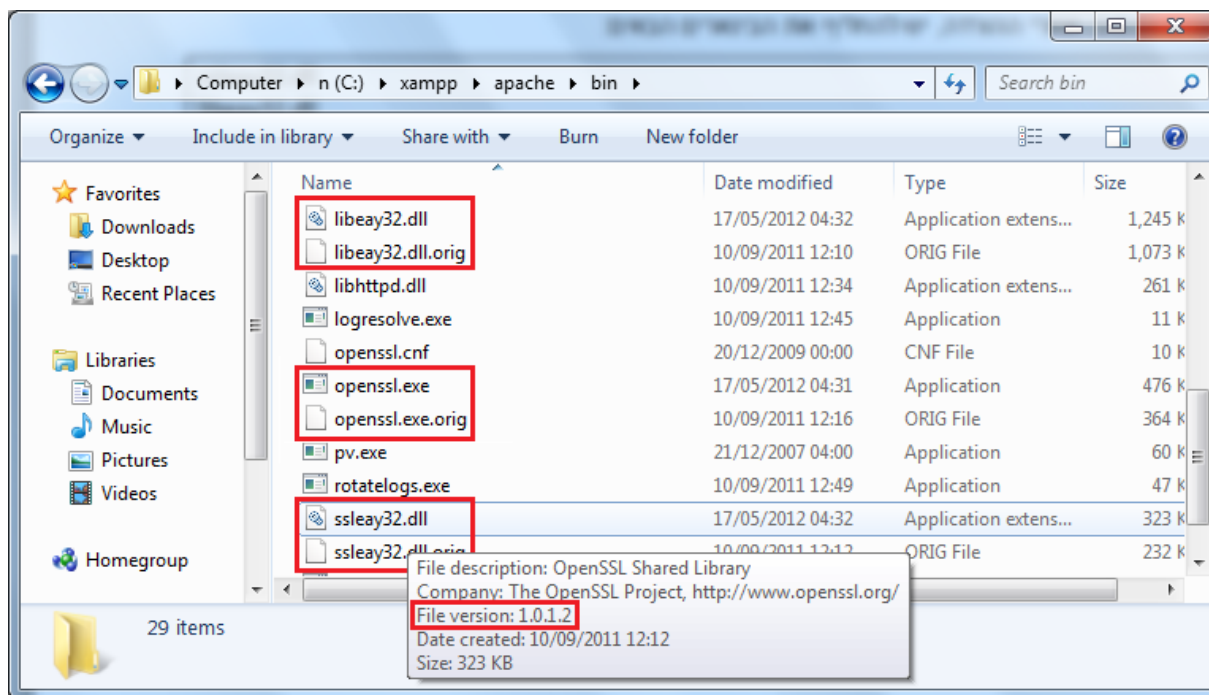 Computer n (C:) xampp apache bin
Search bin
Organize Include in library Share with Burn New folder
Favorites
Downloads
Desktop
Recent Places
Libraries
Documents
Music
Pictures
Videos
Homegroup
Name Date modified Type Size
libeay32.dll 17/05/2012 04:32 Application extens... 1,245 K
libeay32.dll.orig 10/09/2011 12:10 ORIG File 1,073 K
libhttpd.dll 10/09/2011 12:34 Application extens... 261 K
logresolve.exe 10/09/2011 12:45 Application 11 K
openssl.cnf 20/12/2009 00:00 CNF File 10 K
openssl.exe 17/05/2012 04:31 Application 476 K
openssl.exe.orig 10/09/2011 12:16 ORIG File 364 K
pv.exe 21/12/2007 04:00 Application 60 K
rotatelogs.exe 10/09/2011 12:49 Application 47 K
ssleay32.dll 17/05/2012 04:32 Application extens... 323 K
ssleay32.dll.orig 10/09/2011 12:12 ORIG File 232 K
File description: OpenSSL Shared Library
Company: The OpenSSL Project, http://www.openssl.org/
File version: 1.0.1.2
Date created: 10/09/2011 12:12
Size: 323 KB
29 items